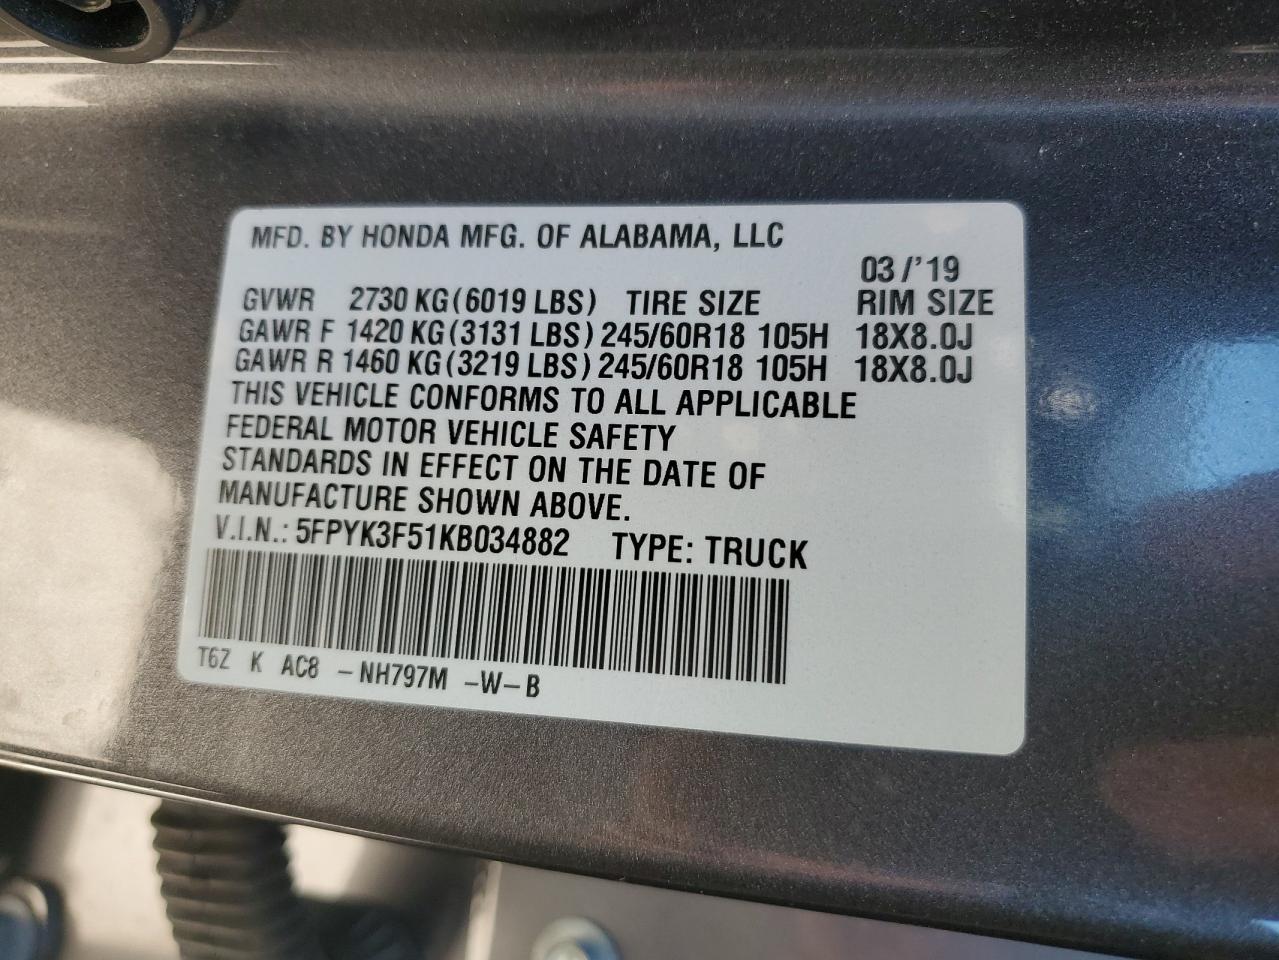 MFD. BY HONDA MFG. OF ALABAMA, LLC
03/'19
GVWR 2730 KG(6019 LBS) TIRE SIZE RIM SIZE
GAWR F 1420 KG(3131 LBS) 245/60R18 105H 18X8.0J
GAWR R 1460 KG(3219 LBS) 245/60R18 105H 18X8.0J
THIS VEHICLE CONFORMS TO ALL APPLICABLE
FEDERAL MOTOR VEHICLE SAFETY
STANDARDS IN EFFECT ON THE DATE OF
MANUFACTURE SHOWN ABOVE.
V.I.N.: 5FPYK3F51KB034882 TYPE: TRUCK
T6Z K AC8 -NH797M -W-B